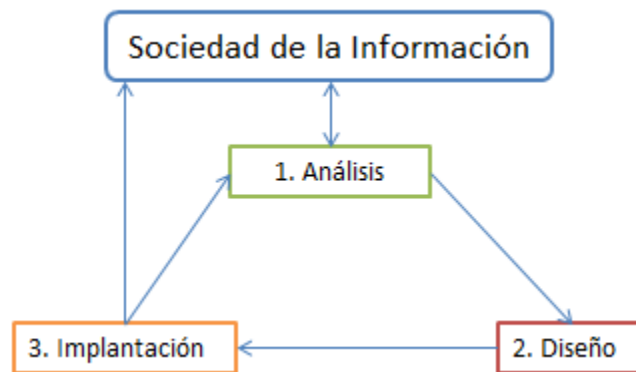 Sociedad de la Información
1. Análisis
3. Implantación
2. Diseño